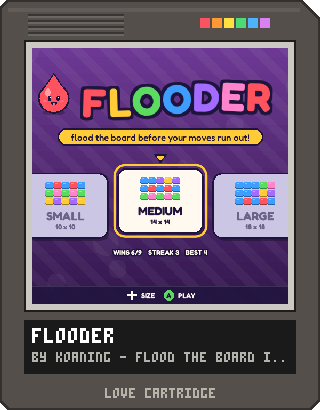 FLOODER
flood the board before your moves run out!
SMALL
10 x 10
MEDIUM
14 x 14
LARGE
18 x 18
WINS 6/9 STREAK 3 BEST 4
SIZE A PLAY
FLOODER
BY KOANING - FLOOD THE BOARD I..
LOVE CARTRIDGE